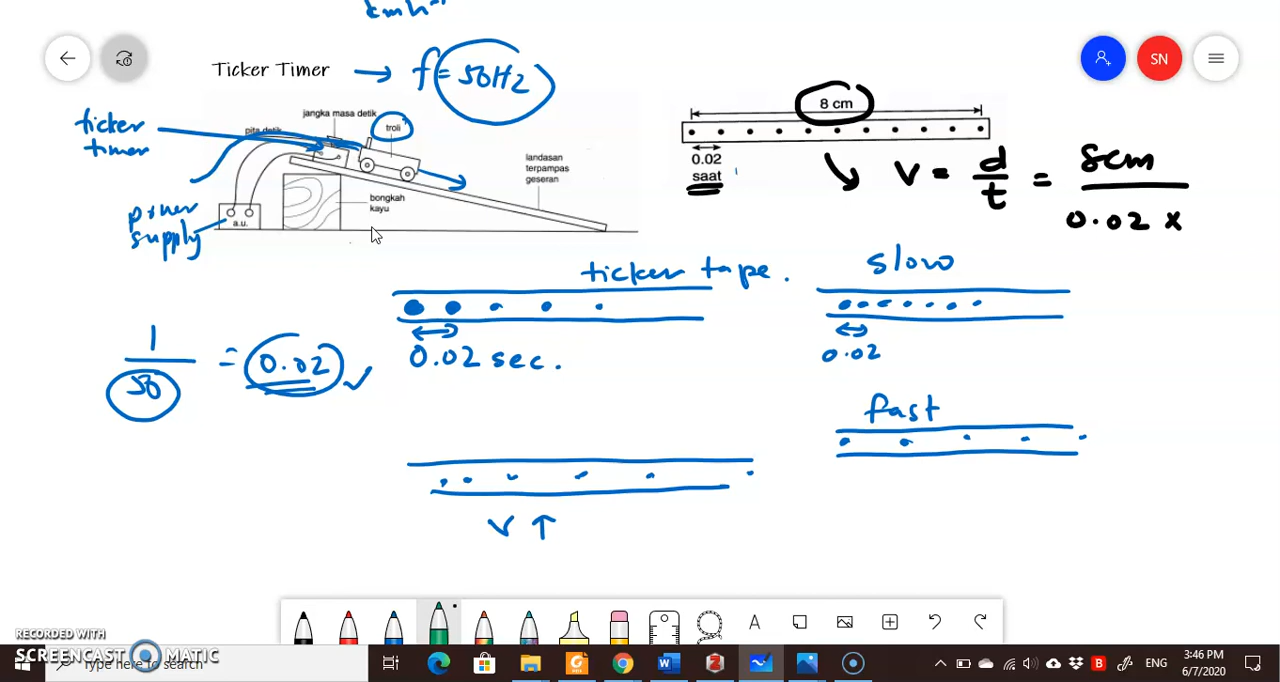 kmh⁻¹
Ticker Timer → f = 50Hz
ticker timer
pita detik
jangka masa detik
troli
landasan terpampas geseran
bongkah kayu
a.u.
power supply
8 cm
0.02 saat
v = d/t = 8cm / 0.02 x
ticker tape.
slow
1/50 = 0.02 ✓
0.02 sec.
0.02
fast
v ↑
SN
A
RECORDED WITH
SCREENCAST MATIC
Type here to search
ENG
3:46 PM
6/7/2020